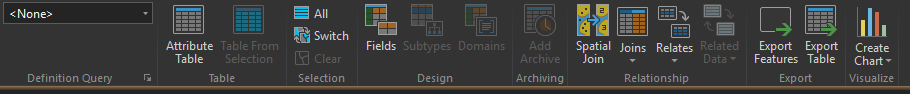 <None>
Definition Query
Attribute
Table
Table From
Selection
Table
All
Switch
Clear
Selection
Fields
Subtypes
Domains
Design
Add
Archive
Archiving
Spatial
Join
Joins
Relates
Related
Data
Relationship
Export
Features
Export
Table
Export
Create
Chart
Visualize